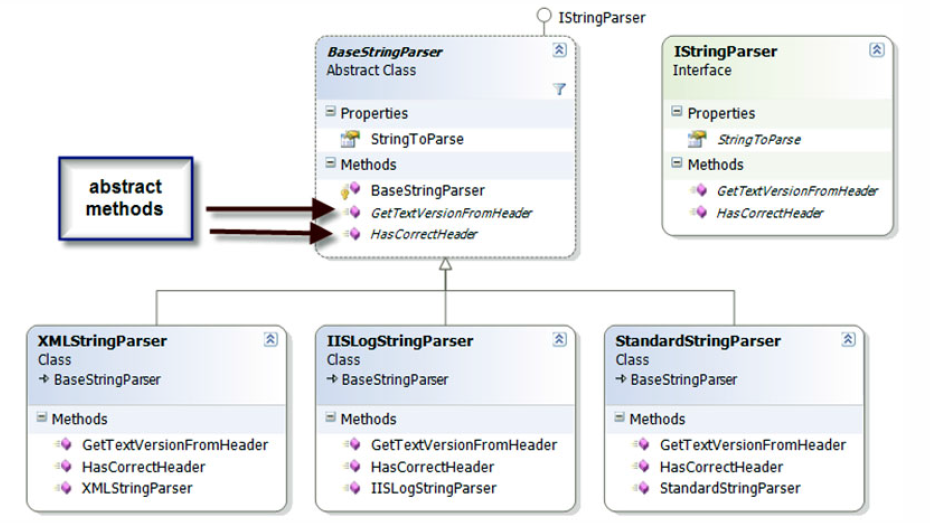 IStringParser
BaseStringParser
Abstract Class
Properties
StringToParse
Methods
BaseStringParser
GetTextVersionFromHeader
HasCorrectHeader
IStringParser
Interface
Properties
StringToParse
Methods
GetTextVersionFromHeader
HasCorrectHeader
abstract
methods
XMLStringParser
Class
BaseStringParser
Methods
GetTextVersionFromHeader
HasCorrectHeader
XMLStringParser
IISLogStringParser
Class
BaseStringParser
Methods
GetTextVersionFromHeader
HasCorrectHeader
IISLogStringParser
StandardStringParser
Class
BaseStringParser
Methods
GetTextVersionFromHeader
HasCorrectHeader
StandardStringParser